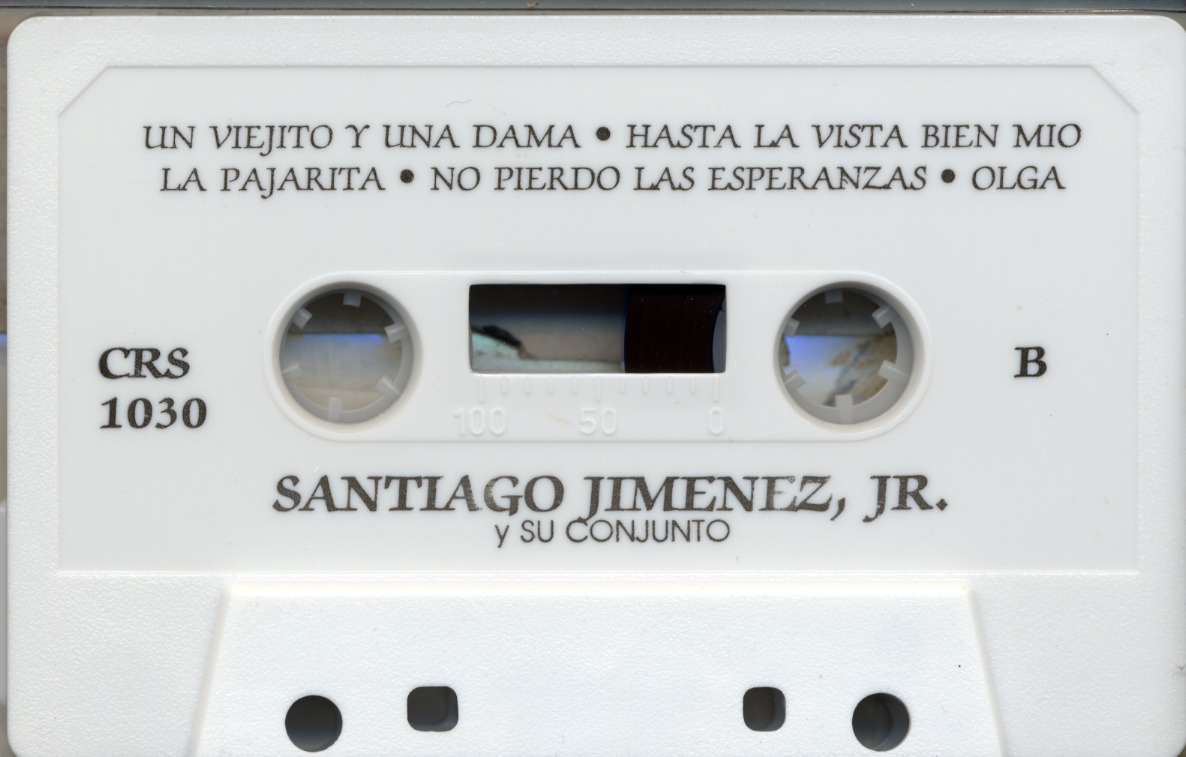 UN VIEJITO Y UNA DAMA • HASTA LA VISTA BIEN MIO
LA PAJARITA • NO PIERDO LAS ESPERANZAS • OLGA
CRS
1030
B
100 50 0
SANTIAGO JIMENEZ, JR.
y SU CONJUNTO